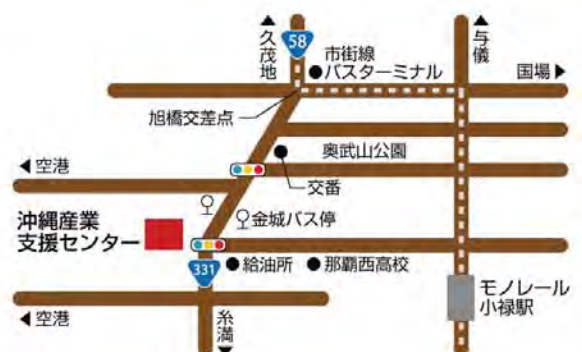 ▲久茂地
58
市街線
バスターミナル
▲与儀
国場▶
旭橋交差点
奥武山公園
◀空港
交番
金城バス停
沖縄産業
支援センター
331
給油所
那覇西高校
モノレール
小禄駅
◀空港
糸満▼